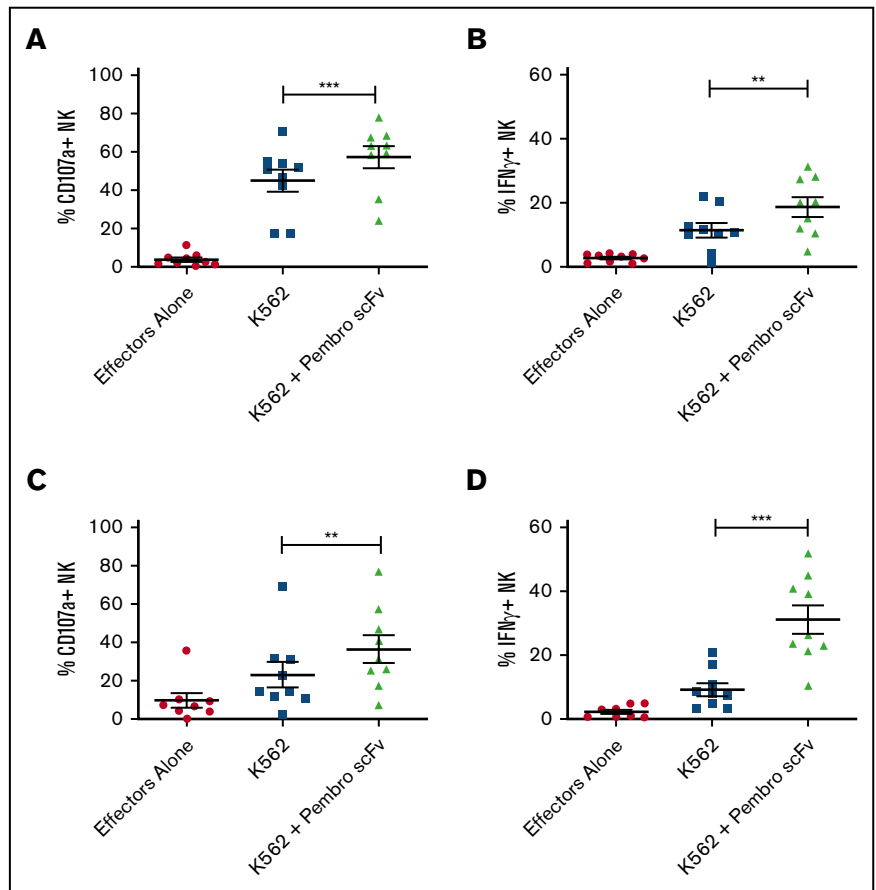 A
% CD107a+ NK
100
80
60
40
20
0
***
Effectors Alone
K562
K562 + Pembro scFv
B
% IFNγ+ NK
60
40
20
0
**
Effectors Alone
K562
K562 + Pembro scFv
C
% CD107a+ NK
100
80
60
40
20
0
**
Effectors Alone
K562
K562 + Pembro scFv
D
% IFNγ+ NK
60
40
20
0
***
Effectors Alone
K562
K562 + Pembro scFv